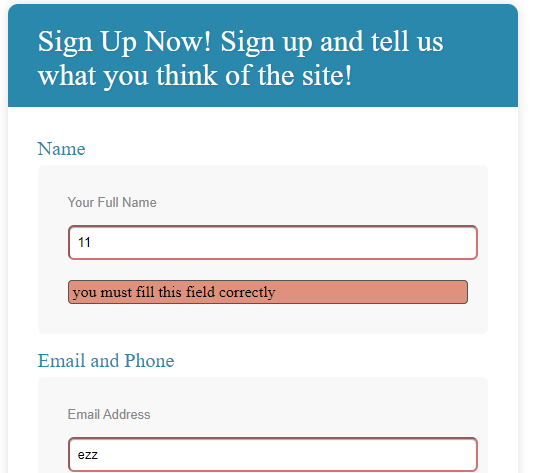 Sign Up Now! Sign up and tell us
what you think of the site!
Name
Your Full Name
11
you must fill this field correctly
Email and Phone
Email Address
ezz